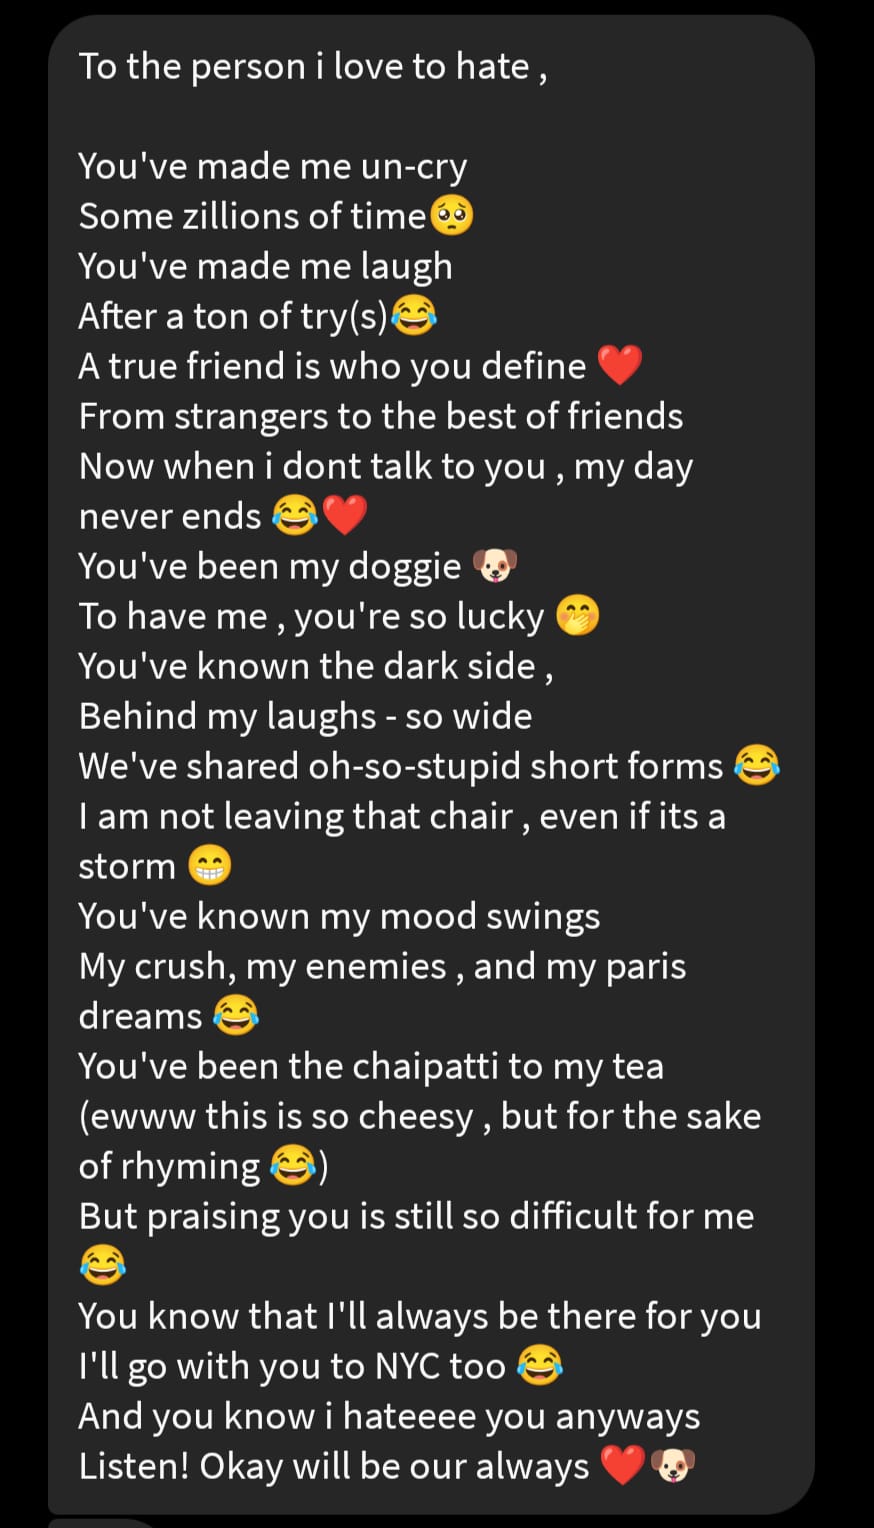 To the person i love to hate ,

You've made me un-cry
Some zillions of time🥺
You've made me laugh
After a ton of try(s)😂
A true friend is who you define ❤️
From strangers to the best of friends
Now when i dont talk to you , my day
never ends 😂❤️
You've been my doggie 🐶
To have me , you're so lucky 🤭
You've known the dark side ,
Behind my laughs - so wide
We've shared oh-so-stupid short forms 😂
I am not leaving that chair , even if its a
storm 😁
You've known my mood swings
My crush, my enemies , and my paris
dreams 😂
You've been the chaipatti to my tea
(ewww this is so cheesy , but for the sake
of rhyming 😂)
But praising you is still so difficult for me
😂
You know that I'll always be there for you
I'll go with you to NYC too 😂
And you know i hateeee you anyways
Listen! Okay will be our always ❤️🐶